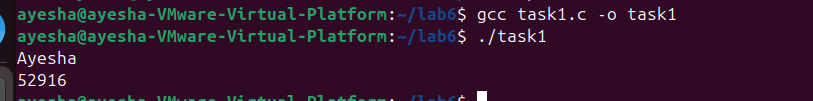 ayesha@ayesha-VMware-Virtual-Platform:~/lab6$ gcc task1.c -o task1
ayesha@ayesha-VMware-Virtual-Platform:~/lab6$ ./task1
Ayesha
52916
ayesha@ayesha-VMware-Virtual-Platform:~/lab6$